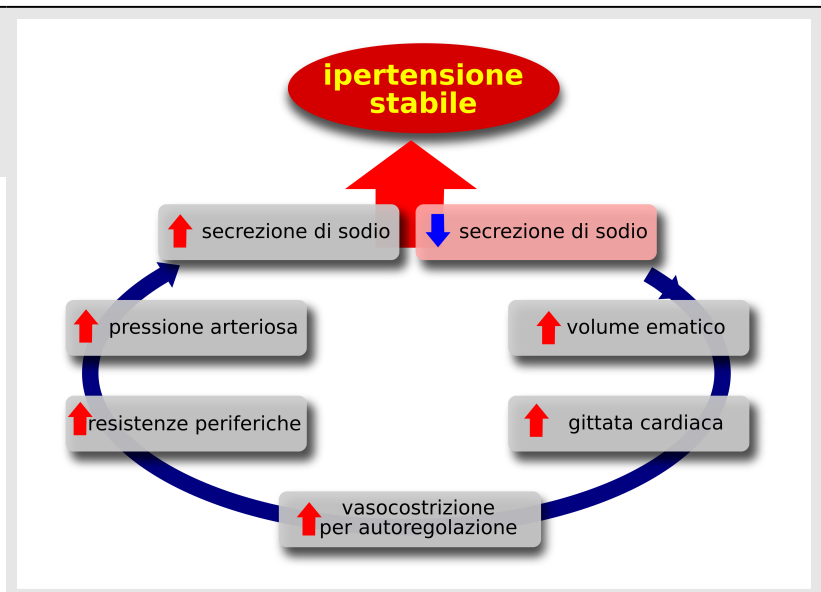 ipertensione
stabile
secrezione di sodio
secrezione di sodio
pressione arteriosa
volume ematico
resistenze periferiche
gittata cardiaca
vasocostrizione
per autoregolazione